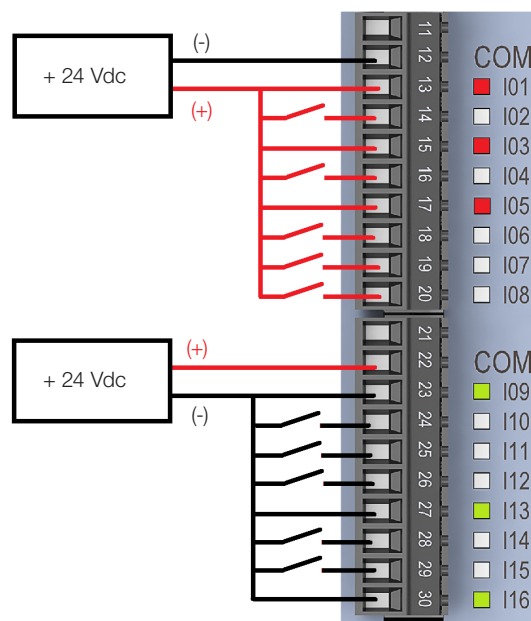 (-)
+ 24 Vdc
(+)
11
12
13
14
15
16
17
18
19
20
COM
I01
I02
I03
I04
I05
I06
I07
I08
(+)
+ 24 Vdc
(-)
21
22
23
24
25
26
27
28
29
30
COM
I09
I10
I11
I12
I13
I14
I15
I16